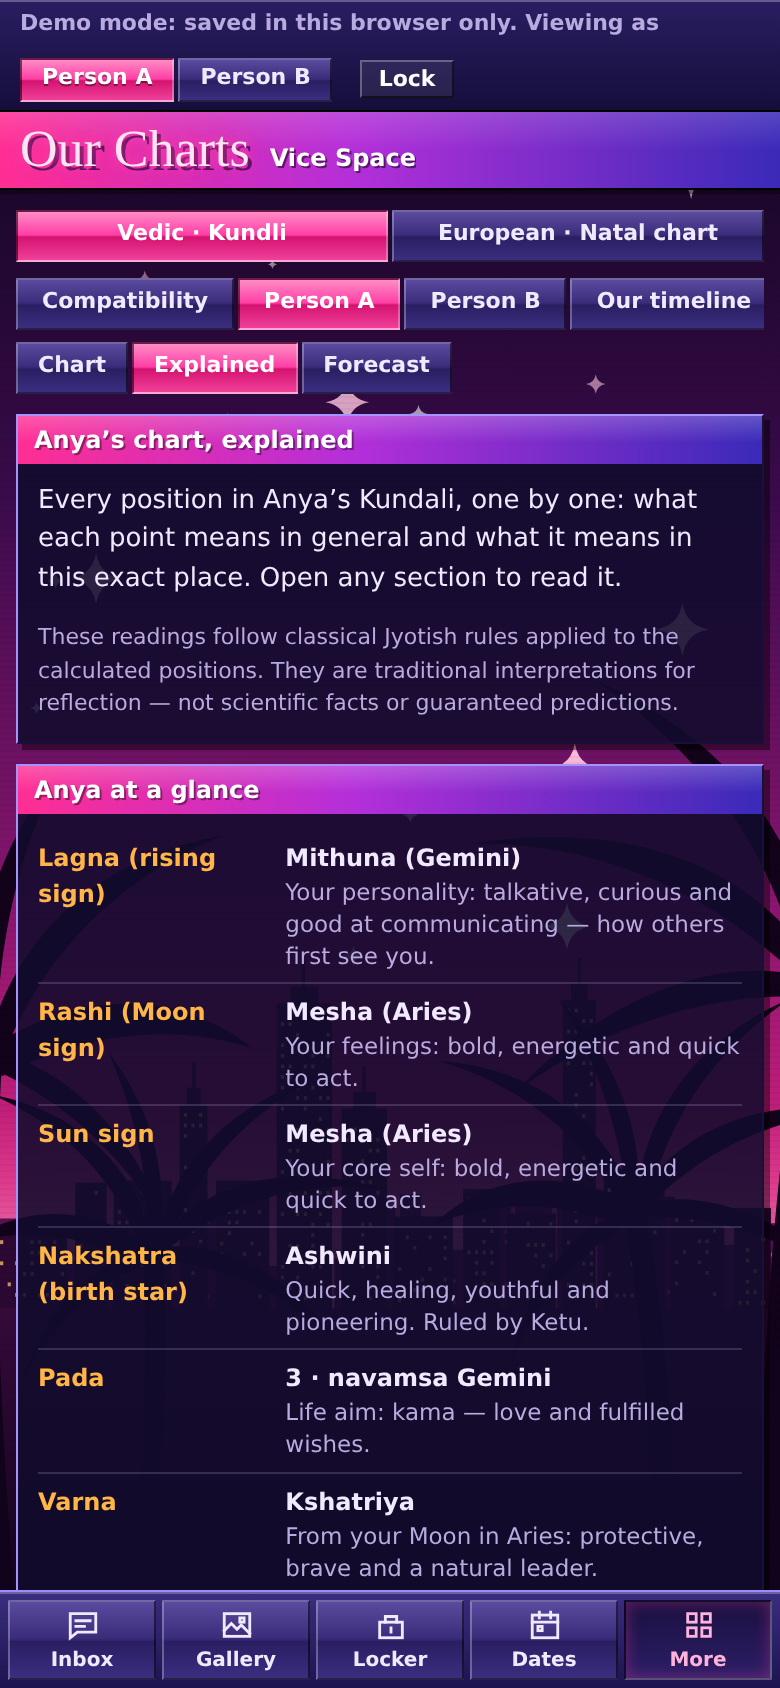 Demo mode: saved in this browser only. Viewing as
Person A
Person B
Lock
Our Charts
Vice Space
Vedic · Kundli
European · Natal chart
Compatibility
Person A
Person B
Our timeline
Chart
Explained
Forecast
Anya’s chart, explained
Every position in Anya’s Kundali, one by one: what
each point means in general and what it means in
this exact place. Open any section to read it.
These readings follow classical Jyotish rules applied to the
calculated positions. They are traditional interpretations for
reflection — not scientific facts or guaranteed predictions.
Anya at a glance
Lagna (rising
sign)
Mithuna (Gemini)
Your personality: talkative, curious and
good at communicating — how others
first see you.
Rashi (Moon
sign)
Mesha (Aries)
Your feelings: bold, energetic and quick
to act.
Sun sign
Mesha (Aries)
Your core self: bold, energetic and
quick to act.
Nakshatra
(birth star)
Ashwini
Quick, healing, youthful and
pioneering. Ruled by Ketu.
Pada
3 · navamsa Gemini
Life aim: kama — love and fulfilled
wishes.
Varna
Kshatriya
From your Moon in Aries: protective,
brave and a natural leader.
Inbox
Gallery
Locker
Dates
More